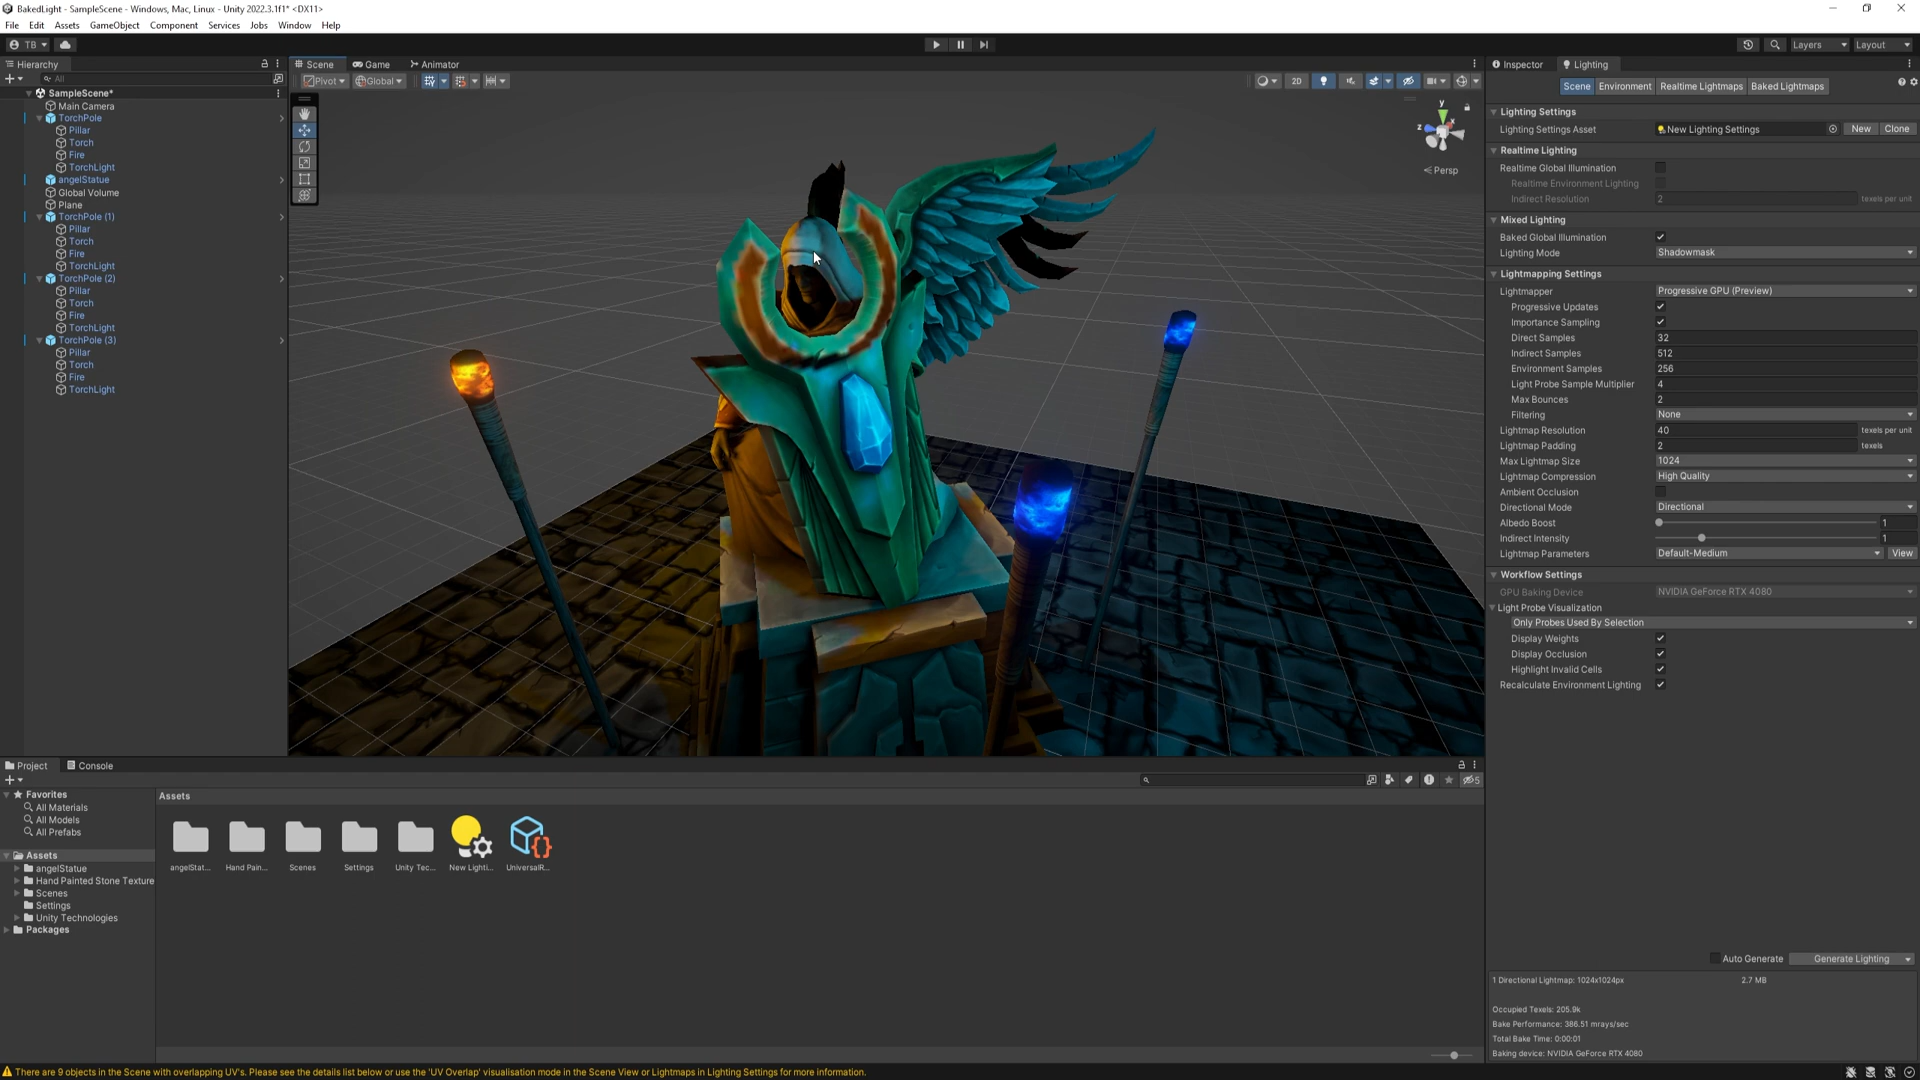 BakedLight - SampleScene - Windows, Mac, Linux - Unity 2022.3.1f1* <DX11>
File Edit Assets GameObject Component Services Jobs Window Help
TB Layers Layout
Hierarchy
All
SampleScene*
Main Camera
TorchPole
Pillar
Torch
Fire
TorchLight
angelStatue
Global Volume
Plane
TorchPole (1)
Pillar
Torch
Fire
TorchLight
TorchPole (2)
Pillar
Torch
Fire
TorchLight
TorchPole (3)
Pillar
Torch
Fire
TorchLight
Scene Game Animator
Pivot Global 2D
y
x
z
Persp
Inspector Lighting
Scene Environment Realtime Lightmaps Baked Lightmaps
Lighting Settings
Lighting Settings Asset New Lighting Settings New Clone
Realtime Lighting
Realtime Global Illumination
Realtime Environment Lighting
Indirect Resolution 2 texels per unit
Mixed Lighting
Baked Global Illumination
Lighting Mode Shadowmask
Lightmapping Settings
Lightmapper Progressive GPU (Preview)
Progressive Updates
Importance Sampling
Direct Samples 32
Indirect Samples 512
Environment Samples 256
Light Probe Sample Multiplier 4
Max Bounces 2
Filtering None
Lightmap Resolution 40 texels per unit
Lightmap Padding 2 texels
Max Lightmap Size 1024
Lightmap Compression High Quality
Ambient Occlusion
Directional Mode Directional
Albedo Boost 1
Indirect Intensity 1
Lightmap Parameters Default-Medium View
Workflow Settings
GPU Baking Device NVIDIA GeForce RTX 4080
Light Probe Visualization
Only Probes Used By Selection
Display Weights
Display Occlusion
Highlight Invalid Cells
Recalculate Environment Lighting
Auto Generate Generate Lighting
1 Directional Lightmap: 1024x1024px 2.7 MB
Occupied Texels: 205.9k
Bake Performance: 386.51 mrays/sec
Total Bake Time: 0:00:01
Baking device: NVIDIA GeForce RTX 4080
Project Console
5
Favorites
All Materials
All Models
All Prefabs
Assets
angelStatue
Hand Painted Stone Texture
Scenes
Settings
Unity Technologies
Packages
Assets
angelStat... Hand Pain... Scenes Settings Unity Tec... New Lighti... UniversalR...
There are 9 objects in the Scene with overlapping UV's. Please see the details list below or use the 'UV Overlap' visualisation mode in the Scene View or Lightmaps in Lighting Settings for more information.